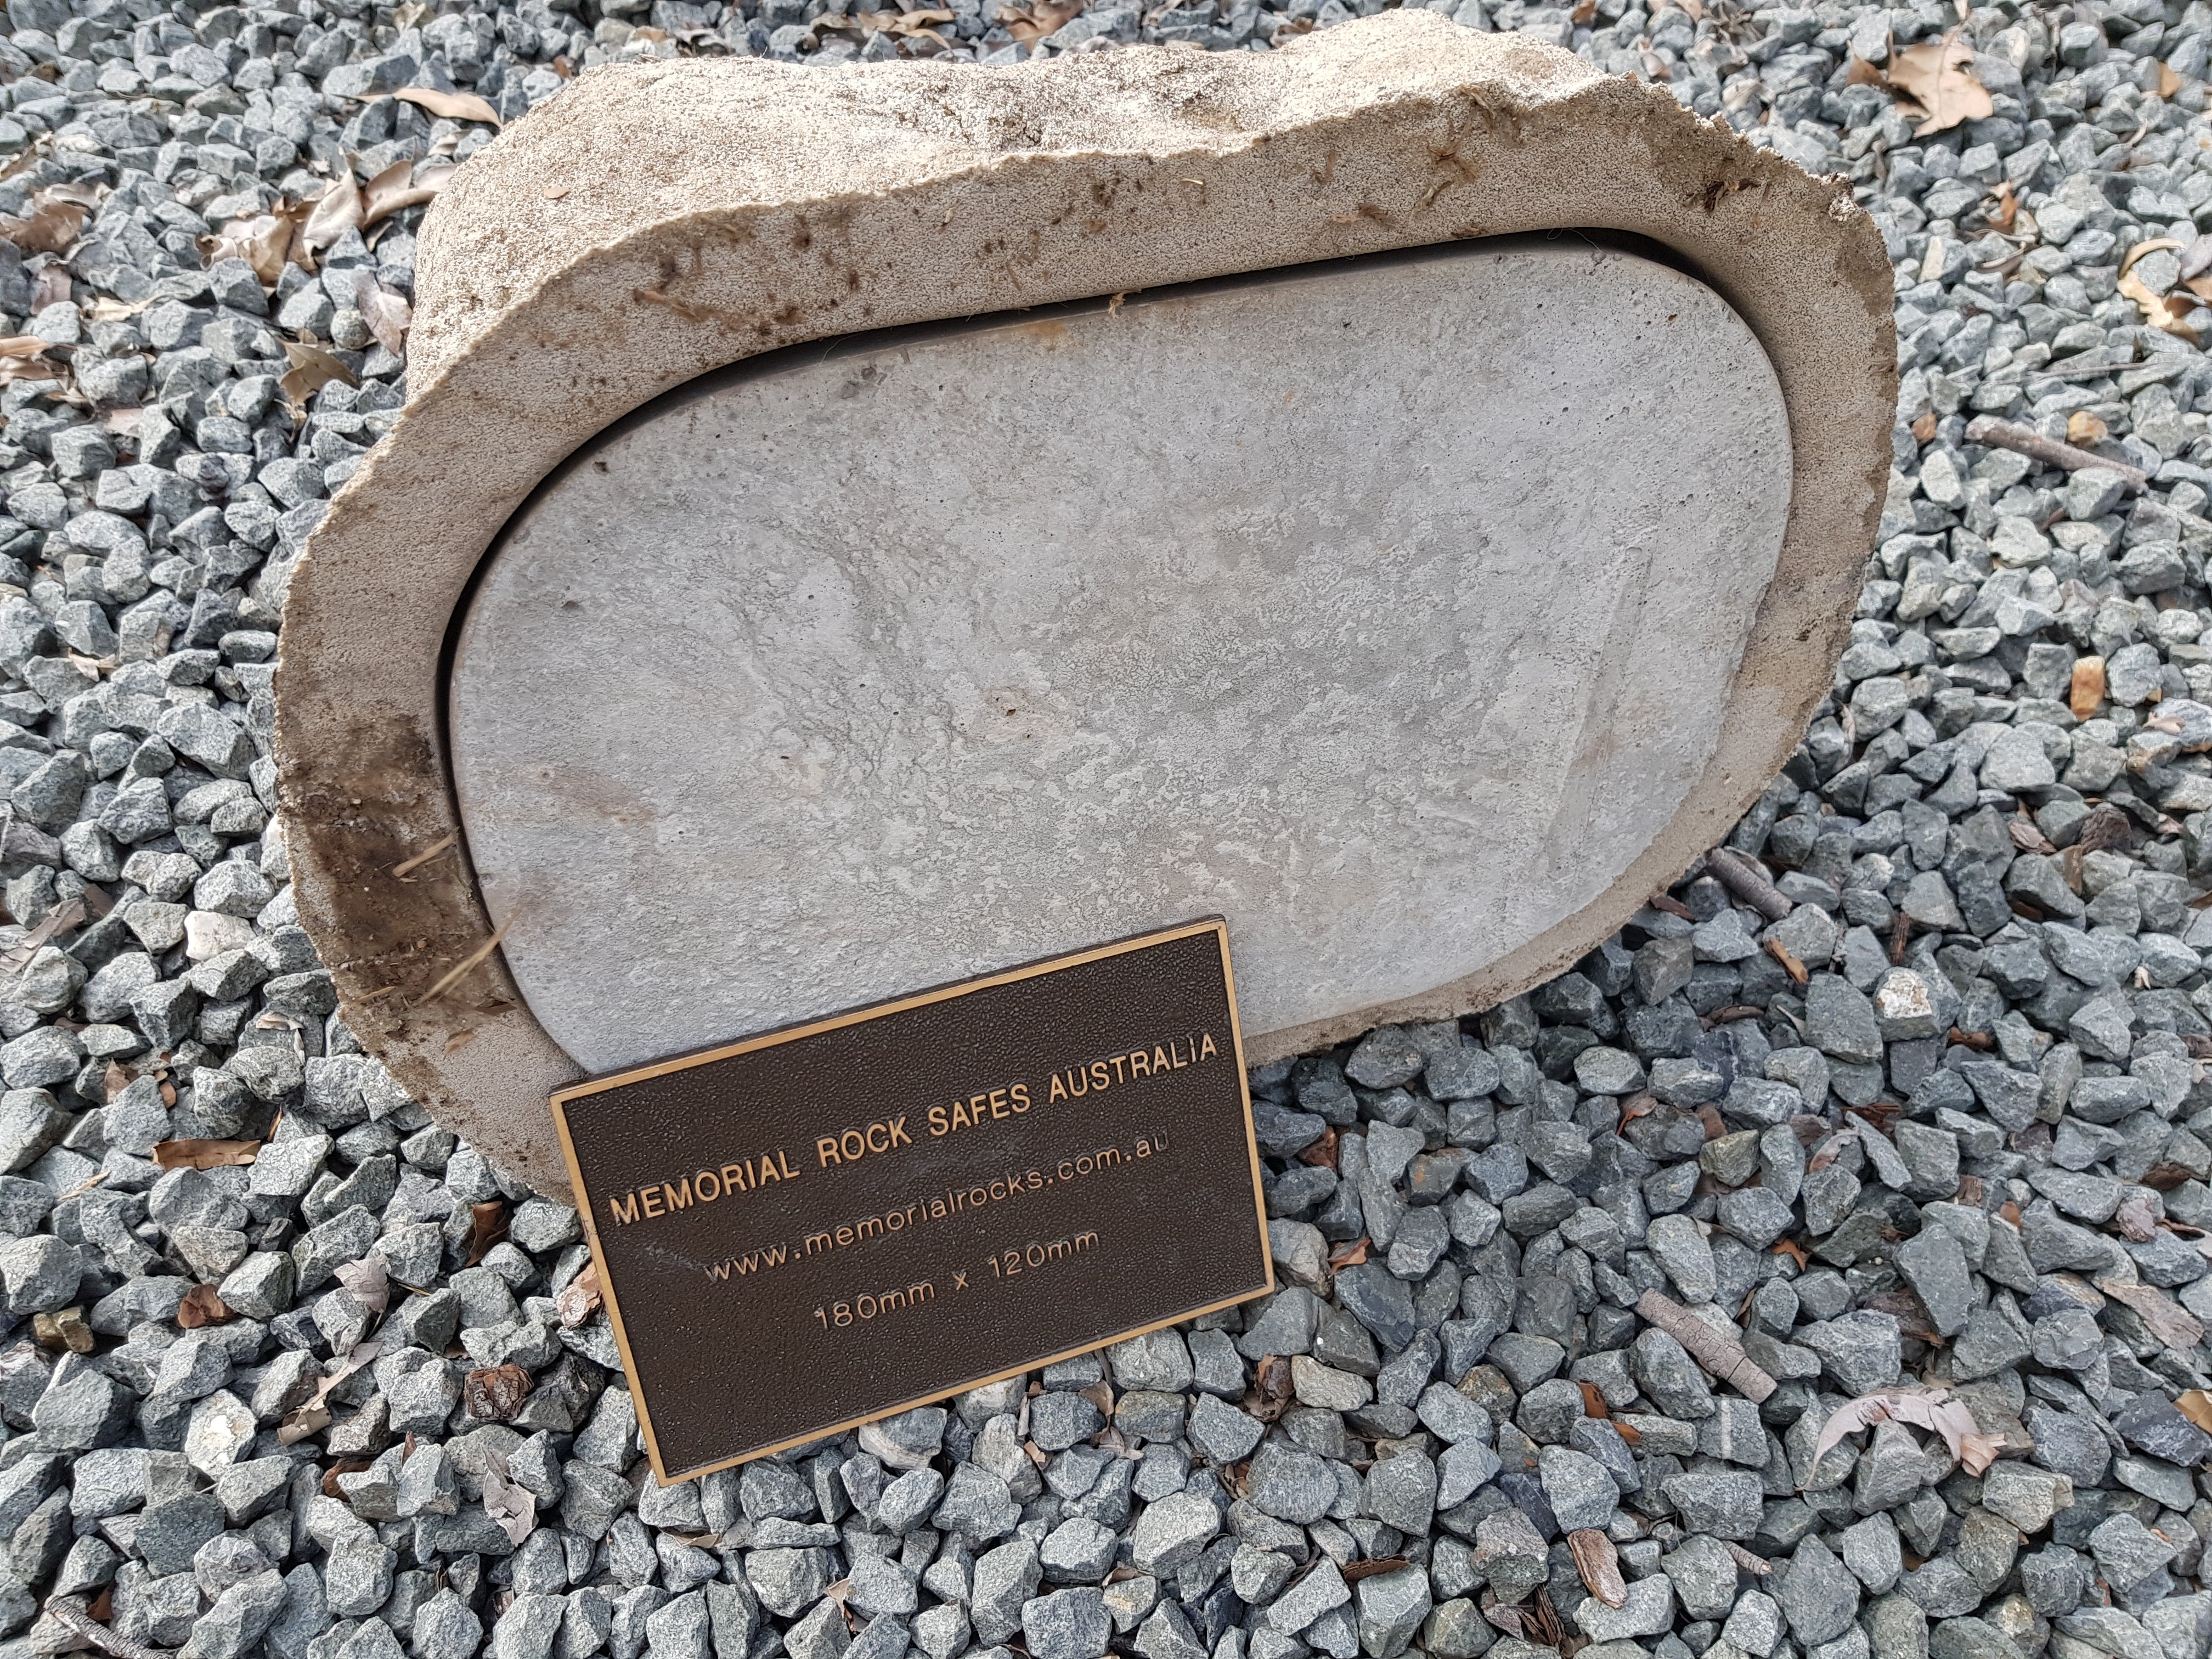 MEMORIAL ROCK SAFES AUSTRALIA
www.memorialrocks.com.au
180mm x 120mm